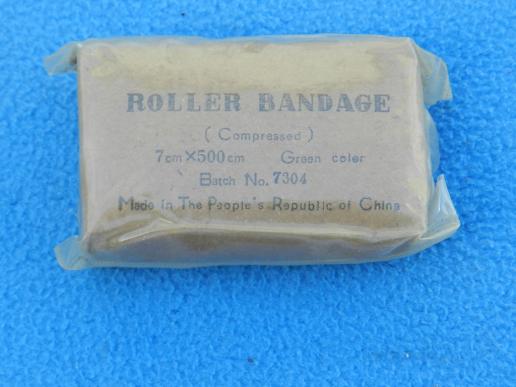 ROLLER BANDAGE
(Compressed)
7cm×500cm Green color
Batch No. 7304
Made in The People's Republic of China